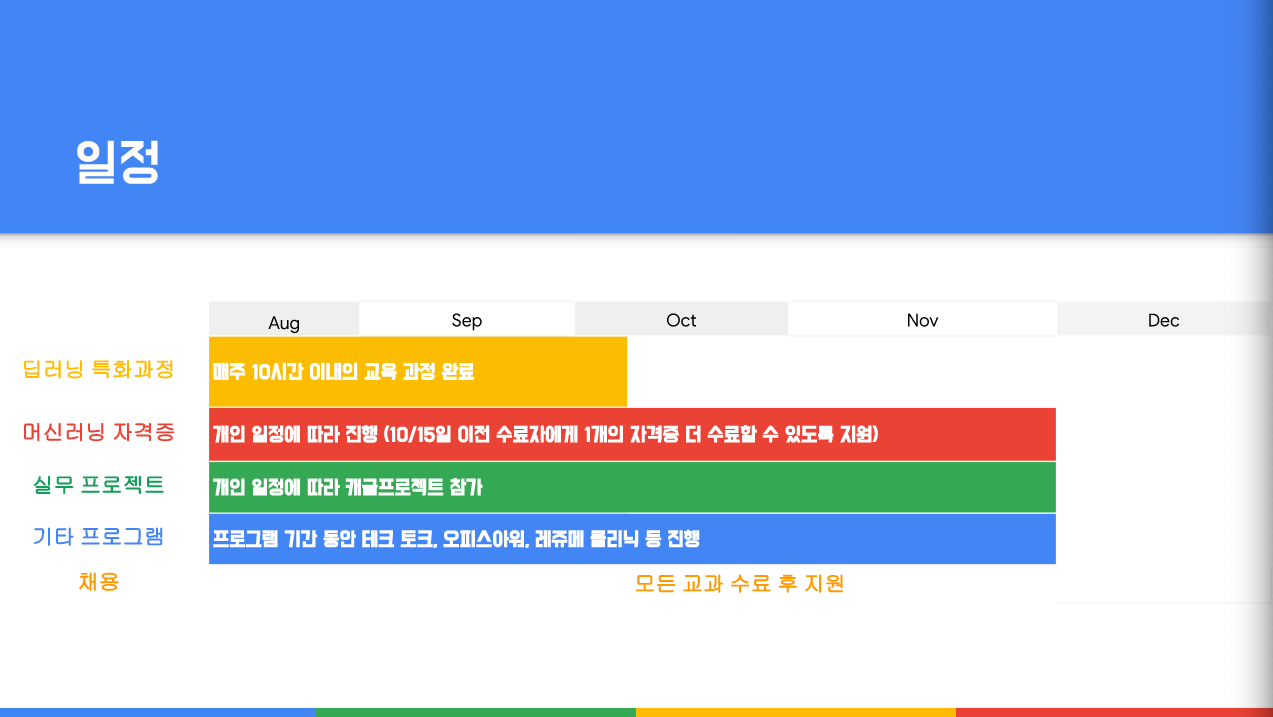 일정
Aug Sep Oct Nov Dec
딥러닝 특화과정 매주 10시간 이내의 교육 과정 완료
머신러닝 자격증 개인 일정에 따라 진행 (10/15일 이전 수료자에게 1개의 자격증 더 수료할 수 있도록 지원)
실무 프로젝트 개인 일정에 따라 캐글프로젝트 참가
기타 프로그램 프로그램 기간 동안 테크 토크, 오피스아워, 레쥬메 클리닉 등 진행
채용 모든 교과 수료 후 지원